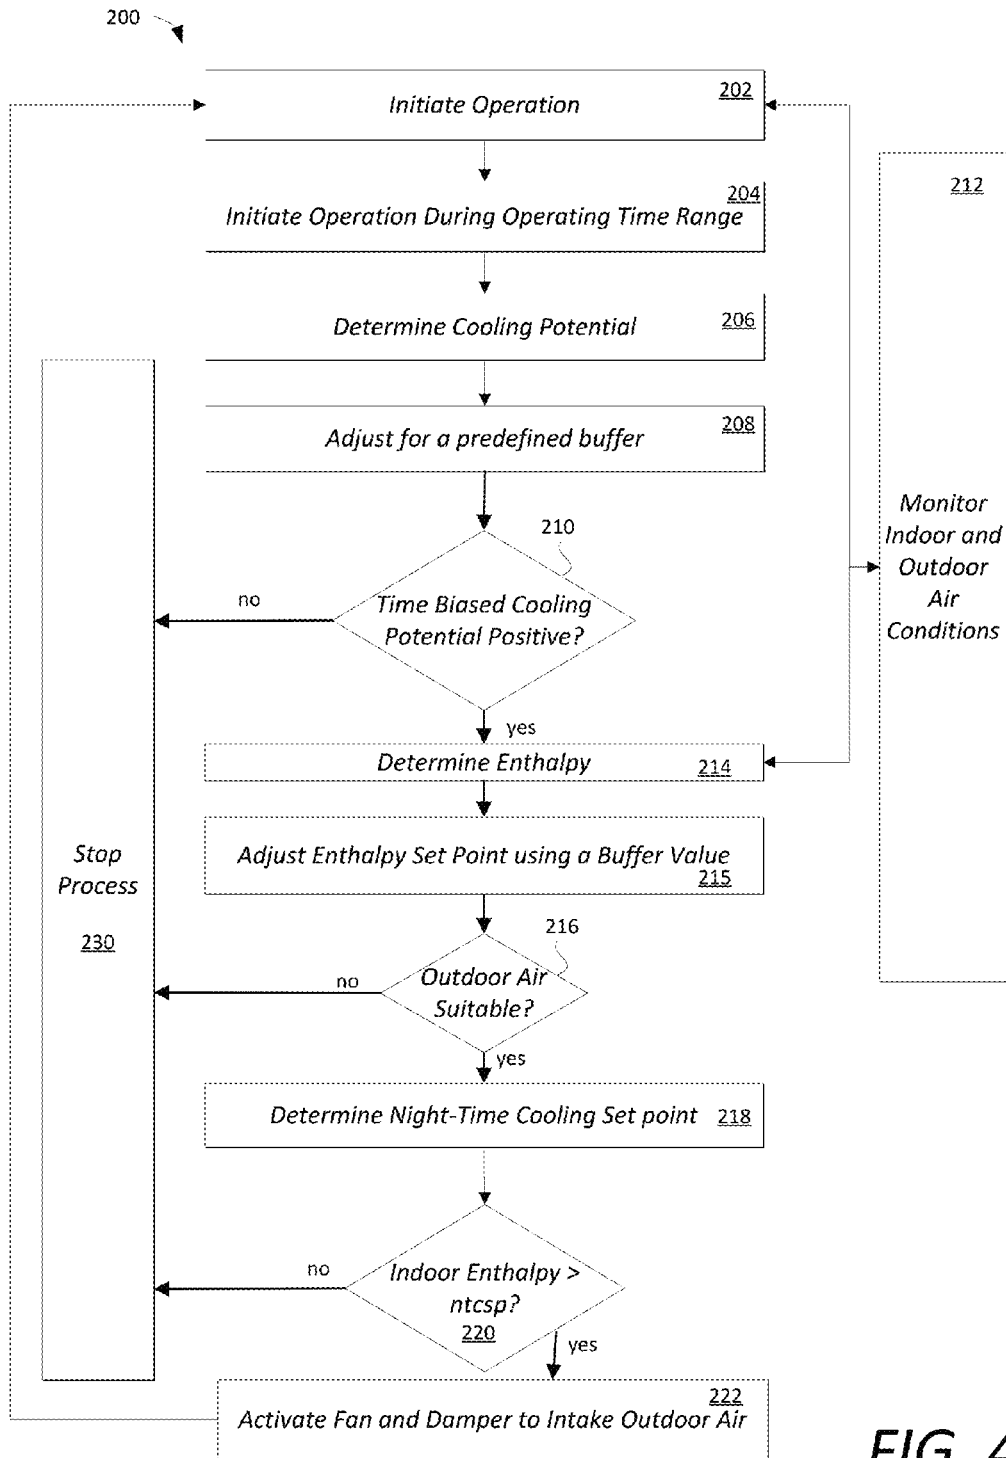 200
202
Initiate Operation
204
Initiate Operation During Operating Time Range
206
Determine Cooling Potential
208
Adjust for a predefined buffer
210
Time Biased Cooling
Potential Positive?
no
yes
212
Monitor
Indoor and
Outdoor
Air
Conditions
Determine Enthalpy
214
Adjust Enthalpy Set Point using a Buffer Value
215
Stop
Process
230
216
Outdoor Air
Suitable?
no
yes
Determine Night-Time Cooling Set point 218
Indoor Enthalpy >
ntcsp?
220
no
yes
222
Activate Fan and Damper to Intake Outdoor Air
FIG. 4